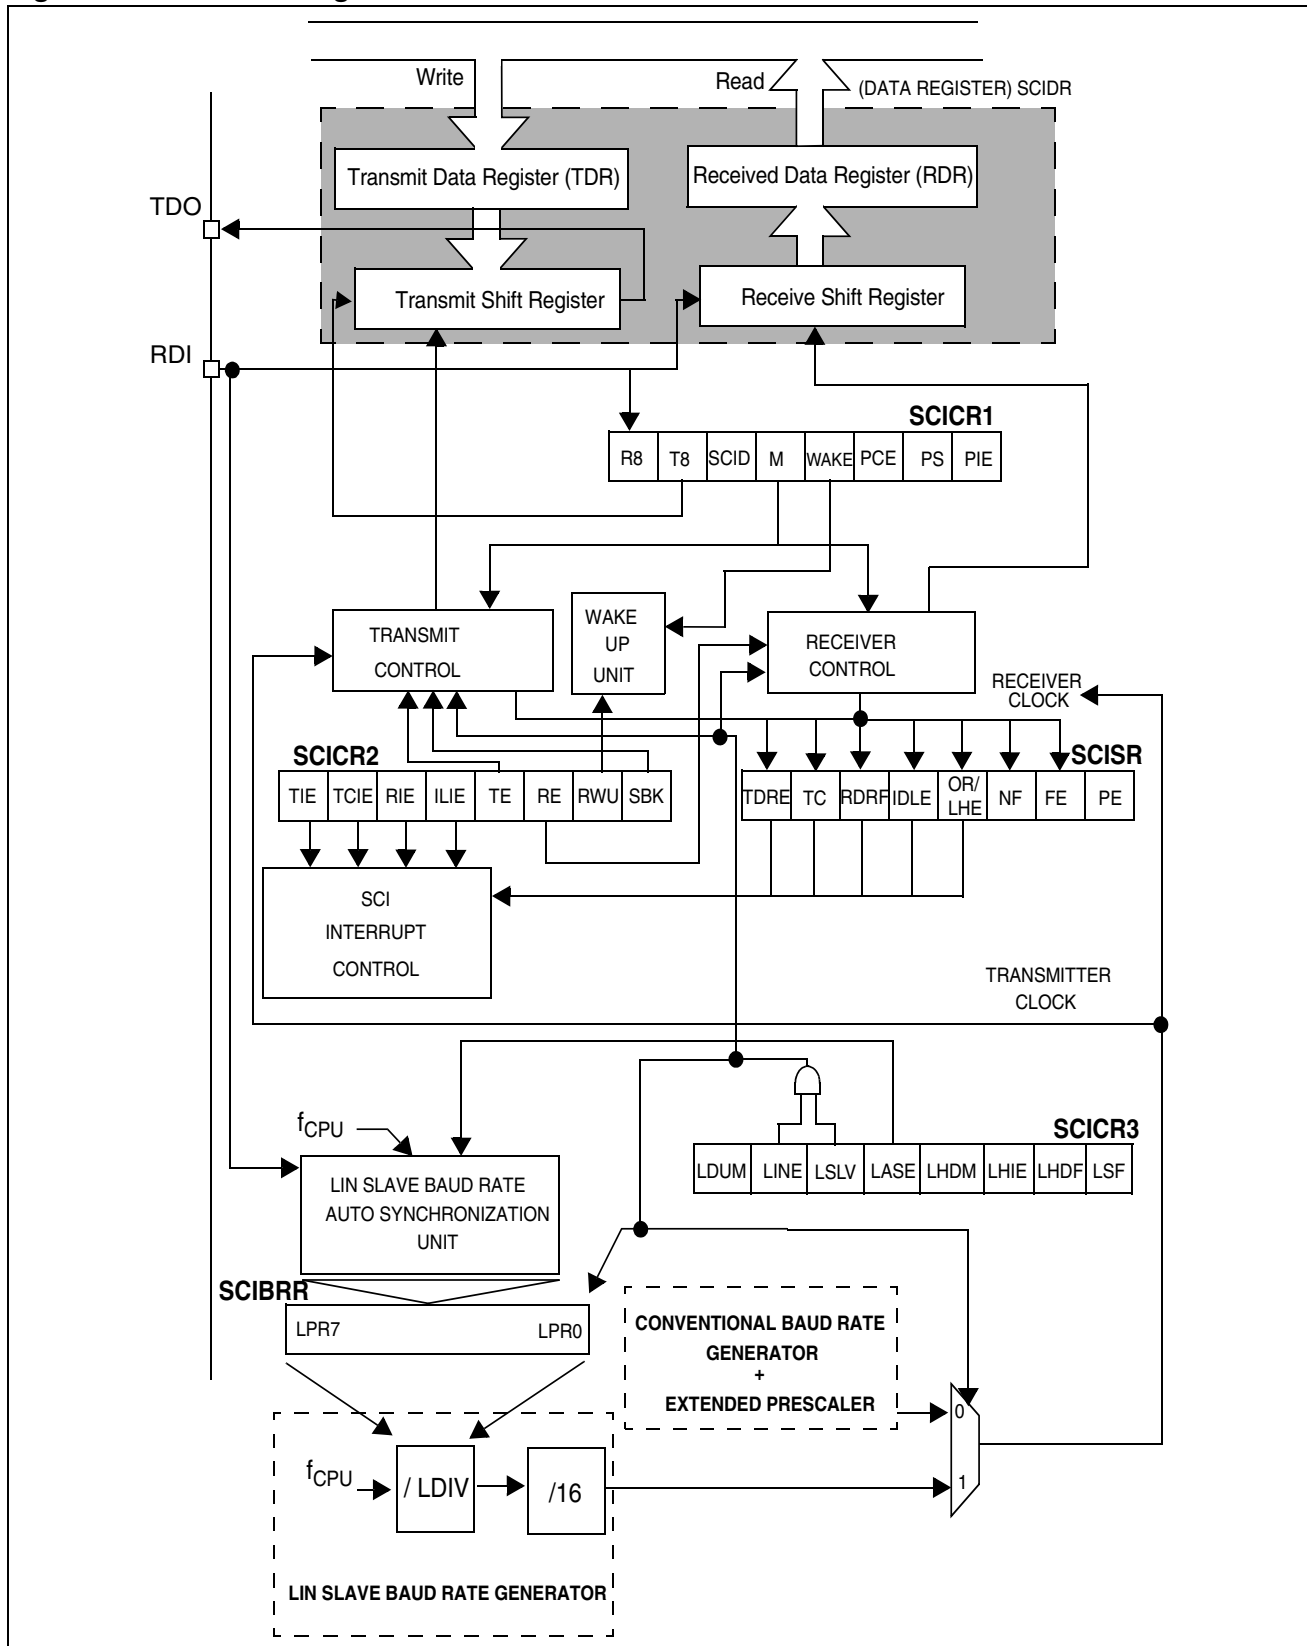 Write
Read
(DATA REGISTER) SCIDR
Transmit Data Register (TDR)
Received Data Register (RDR)
TDO
Transmit Shift Register
Receive Shift Register
RDI
SCICR1
R8 T8 SCID M WAKE PCE PS PIE
TRANSMIT
CONTROL
WAKE
UP
UNIT
RECEIVER
CONTROL
RECEIVER
CLOCK
SCICR2
TIE TCIE RIE ILIE TE RE RWU SBK
SCISR
TDRE TC RDRF IDLE OR/
LHE NF FE PE
SCI
INTERRUPT
CONTROL
TRANSMITTER
CLOCK
fCPU
SCICR3
LDUM LINE LSLV LASE LHDM LHIE LHDF LSF
LIN SLAVE BAUD RATE
AUTO SYNCHRONIZATION
UNIT
SCIBRR
LPR7 LPR0
CONVENTIONAL BAUD RATE
GENERATOR
+
EXTENDED PRESCALER
0
1
fCPU
/ LDIV
/16
LIN SLAVE BAUD RATE GENERATOR